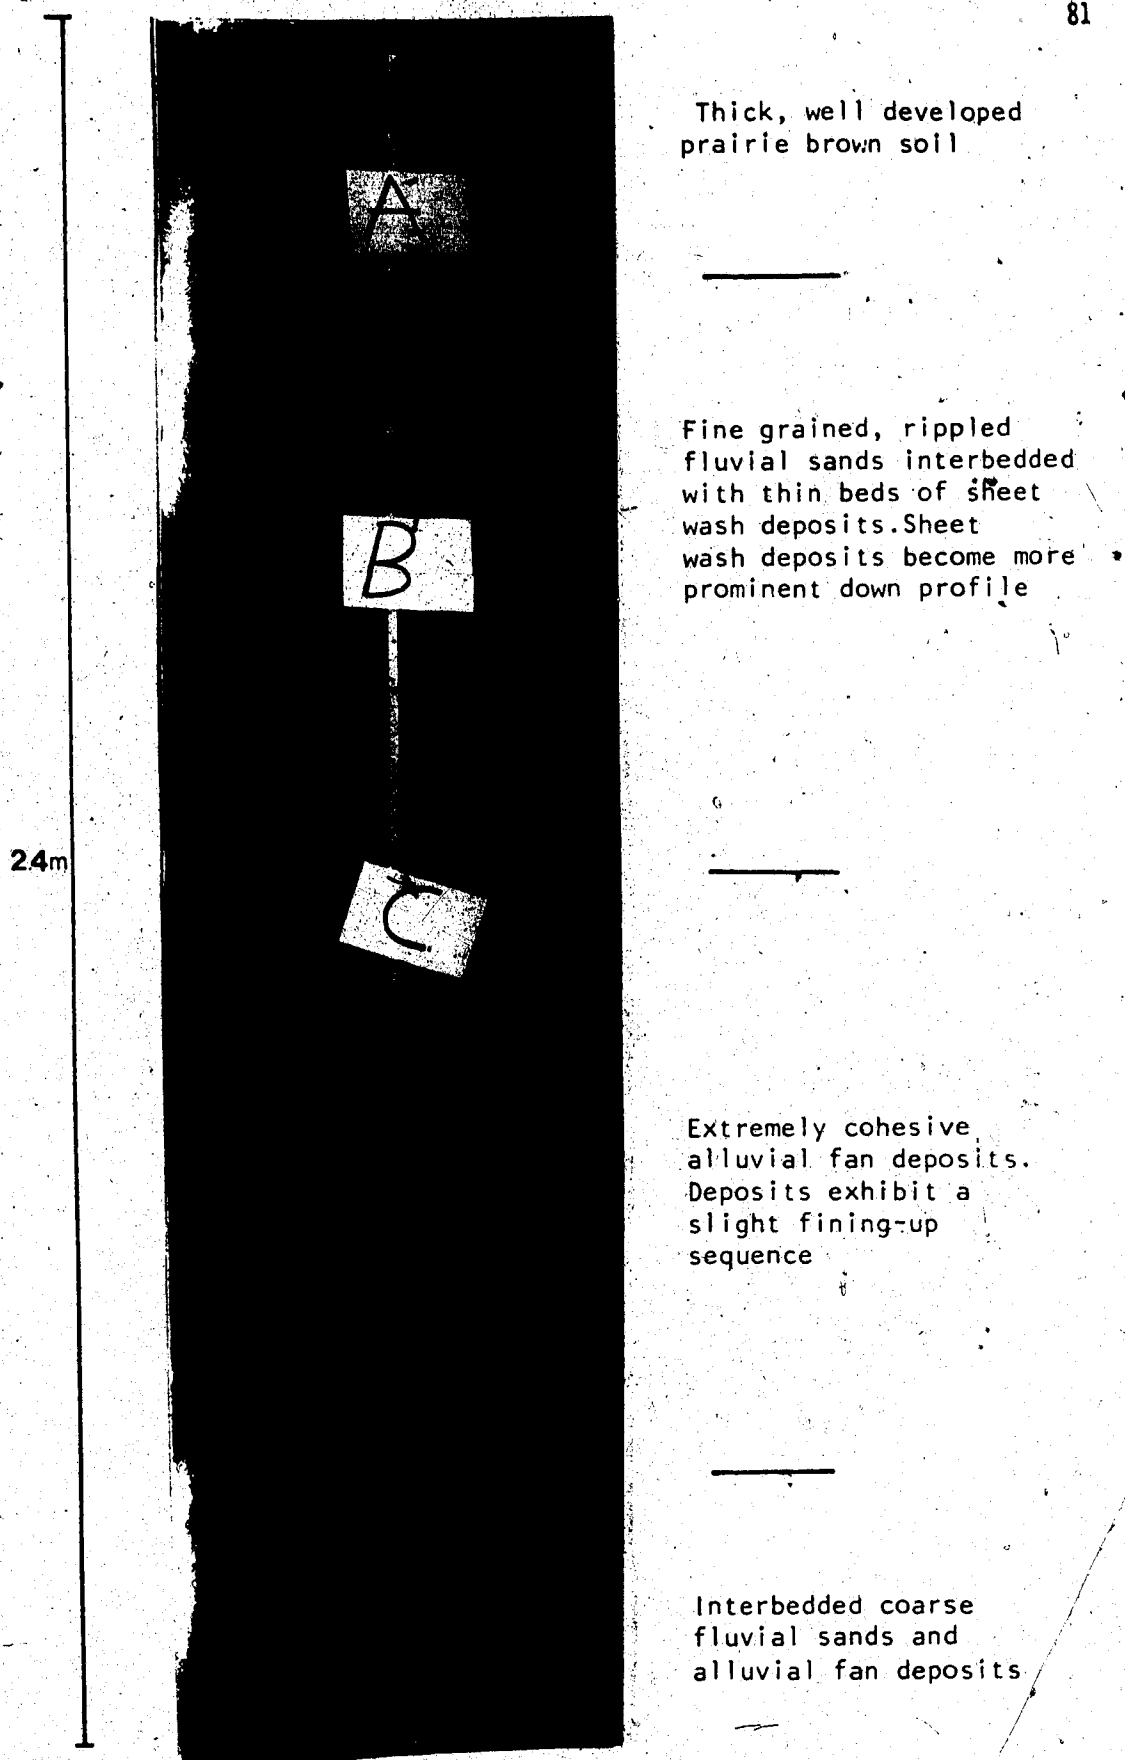 81
Thick, well developed
prairie brown soil
A
Fine grained, rippled
fluvial sands interbedded
with thin beds of sheet
wash deposits.Sheet
wash deposits become more
prominent down profile
B
2.4m
C
Extremely cohesive
alluvial fan deposits.
Deposits exhibit a
slight fining-up
sequence
Interbedded coarse
fluvial sands and
alluvial fan deposits